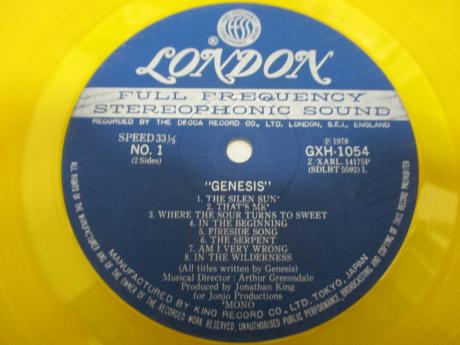 ® LONDON
FULL FREQUENCY
STEREOPHONIC SOUND
RECORDED BY THE DECCA RECORD CO., LTD. LONDON, S.E.I., ENGLAND
SPEED 33⅓
NO. 1
(2 Sides)
℗ 1978
GXH-1054
Z/XARL. 14175P
(SDLBT 5592) L
"GENESIS"
1. THE SILEN SUN*
2. THAT'S ME*
3. WHERE THE SOUR TURNS TO SWEET
4. IN THE BEGINNING
5. FIRESIDE SONG
6. THE SERPENT
7. AM I VERY WRONG
8. IN THE WILDERNESS
(All titles written by Genesis)
Musical Director : Arthur Greensdale
Produced by Jonathan King
for Jonjo Productions
*MONO
MANUFACTURED BY KING RECORD CO. LTD. TOKYO, JAPAN
ALL RIGHTS OF THE MANUFACTURER AND OF THE OWNER OF THE RECORDED WORK RESERVED, UNAUTHORISED PUBLIC PERFORMANCE, BROADCASTING AND COPYING OF THIS RECORD PROHIBITED